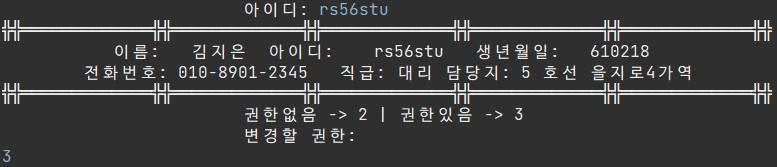 아이디: rs56stu
이름: 김지은 아이디: rs56stu 생년월일: 610218
전화번호: 010-8901-2345 직급: 대리 담당지: 5 호선 을지로4가역
권한없음 -> 2 | 권한있음 -> 3
변경할 권한:
3